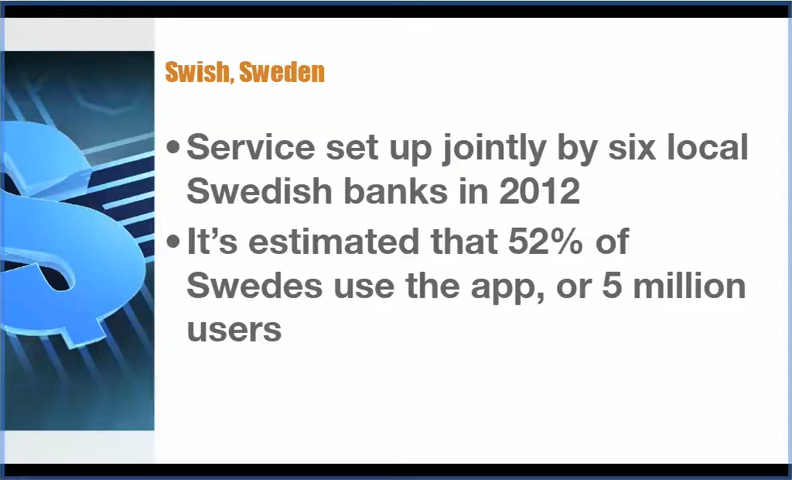 Swish, Sweden
•Service set up jointly by six local
Swedish banks in 2012
•It’s estimated that 52% of
Swedes use the app, or 5 million
users